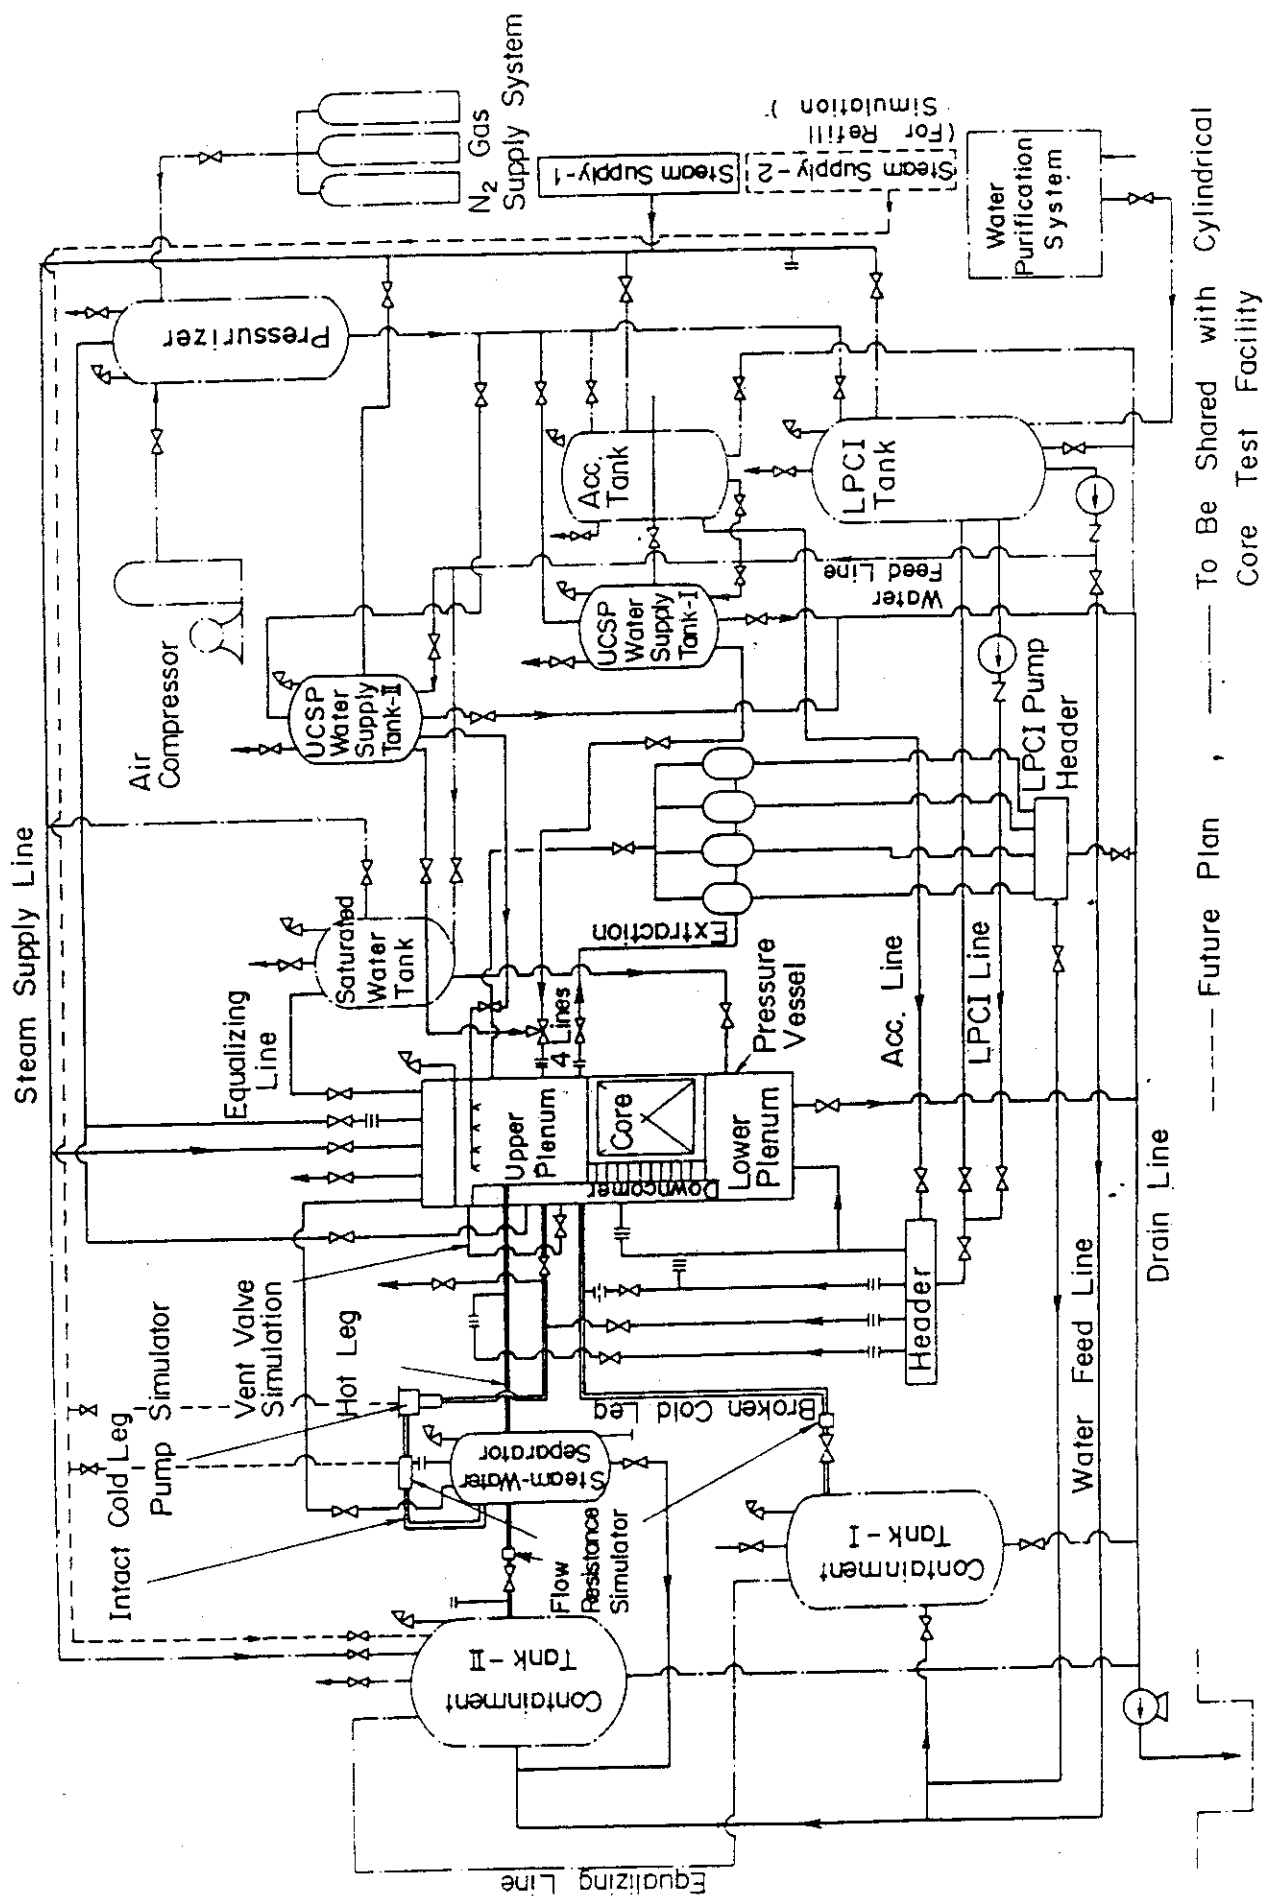 Steam Supply Line
Air
Compressor
N2 Gas
Supply System
Pressurizer
Steam Supply-1
Steam Supply-2
(For Refill
Simulation)
Water
Purification
System
Intact Cold Leg
Pump Simulator
Vent Valve
Simulation
Hot Leg
Equalizing
Line
Saturated
Water
Tank
UCSP
Water
Supply
Tank-II
UCSP
Water
Supply
Tank-I
Acc.
Tank
LPCI
Tank
Water
Feed Line
Containment
Tank-II
Steam-Water
Separator
Flow
Resistance
Simulator
Upper
Plenum
Core
Downcomer
Lower
Plenum
4 Lines
Pressure
Vessel
Extraction
Broken Cold Leg
Containment
Tank-I
Header
Acc. Line
LPCI Line
LPCI Pump
Header
Equalizing Line
Water Feed Line
Drain Line
Future Plan ,
To Be Shared with Cylindrical
Core Test Facility